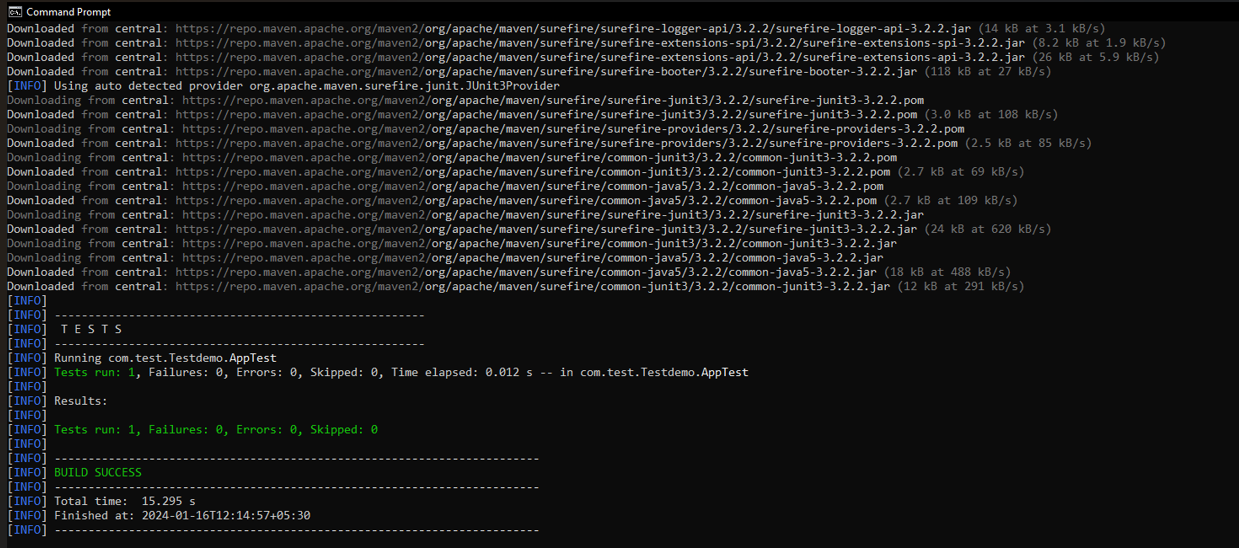 Command Prompt
Downloaded from central: https://repo.maven.apache.org/maven2/org/apache/maven/surefire/surefire-logger-api/3.2.2/surefire-logger-api-3.2.2.jar (14 kB at 3.1 kB/s)
Downloaded from central: https://repo.maven.apache.org/maven2/org/apache/maven/surefire/surefire-extensions-spi/3.2.2/surefire-extensions-spi-3.2.2.jar (8.2 kB at 1.9 kB/s)
Downloaded from central: https://repo.maven.apache.org/maven2/org/apache/maven/surefire/surefire-extensions-api/3.2.2/surefire-extensions-api-3.2.2.jar (26 kB at 5.9 kB/s)
Downloaded from central: https://repo.maven.apache.org/maven2/org/apache/maven/surefire/surefire-booter/3.2.2/surefire-booter-3.2.2.jar (118 kB at 27 kB/s)
[INFO] Using auto detected provider org.apache.maven.surefire.junit.JUnit3Provider
Downloading from central: https://repo.maven.apache.org/maven2/org/apache/maven/surefire/surefire-junit3/3.2.2/surefire-junit3-3.2.2.pom
Downloaded from central: https://repo.maven.apache.org/maven2/org/apache/maven/surefire/surefire-junit3/3.2.2/surefire-junit3-3.2.2.pom (3.0 kB at 108 kB/s)
Downloading from central: https://repo.maven.apache.org/maven2/org/apache/maven/surefire/surefire-providers/3.2.2/surefire-providers-3.2.2.pom
Downloaded from central: https://repo.maven.apache.org/maven2/org/apache/maven/surefire/surefire-providers/3.2.2/surefire-providers-3.2.2.pom (2.5 kB at 85 kB/s)
Downloading from central: https://repo.maven.apache.org/maven2/org/apache/maven/surefire/common-junit3/3.2.2/common-junit3-3.2.2.pom
Downloaded from central: https://repo.maven.apache.org/maven2/org/apache/maven/surefire/common-junit3/3.2.2/common-junit3-3.2.2.pom (2.7 kB at 69 kB/s)
Downloading from central: https://repo.maven.apache.org/maven2/org/apache/maven/surefire/common-java5/3.2.2/common-java5-3.2.2.pom
Downloaded from central: https://repo.maven.apache.org/maven2/org/apache/maven/surefire/common-java5/3.2.2/common-java5-3.2.2.pom (2.7 kB at 109 kB/s)
Downloading from central: https://repo.maven.apache.org/maven2/org/apache/maven/surefire/surefire-junit3/3.2.2/surefire-junit3-3.2.2.jar
Downloaded from central: https://repo.maven.apache.org/maven2/org/apache/maven/surefire/surefire-junit3/3.2.2/surefire-junit3-3.2.2.jar (24 kB at 620 kB/s)
Downloading from central: https://repo.maven.apache.org/maven2/org/apache/maven/surefire/common-junit3/3.2.2/common-junit3-3.2.2.jar
Downloading from central: https://repo.maven.apache.org/maven2/org/apache/maven/surefire/common-java5/3.2.2/common-java5-3.2.2.jar
Downloaded from central: https://repo.maven.apache.org/maven2/org/apache/maven/surefire/common-java5/3.2.2/common-java5-3.2.2.jar (18 kB at 488 kB/s)
Downloaded from central: https://repo.maven.apache.org/maven2/org/apache/maven/surefire/common-junit3/3.2.2/common-junit3-3.2.2.jar (12 kB at 291 kB/s)
[INFO]
[INFO] -------------------------------------------------------
[INFO]  T E S T S
[INFO] -------------------------------------------------------
[INFO] Running com.test.Testdemo.AppTest
[INFO] Tests run: 1, Failures: 0, Errors: 0, Skipped: 0, Time elapsed: 0.012 s -- in com.test.Testdemo.AppTest
[INFO]
[INFO] Results:
[INFO]
[INFO] Tests run: 1, Failures: 0, Errors: 0, Skipped: 0
[INFO]
[INFO] ------------------------------------------------------------------------
[INFO] BUILD SUCCESS
[INFO] ------------------------------------------------------------------------
[INFO] Total time:  15.295 s
[INFO] Finished at: 2024-01-16T12:14:57+05:30
[INFO] ------------------------------------------------------------------------